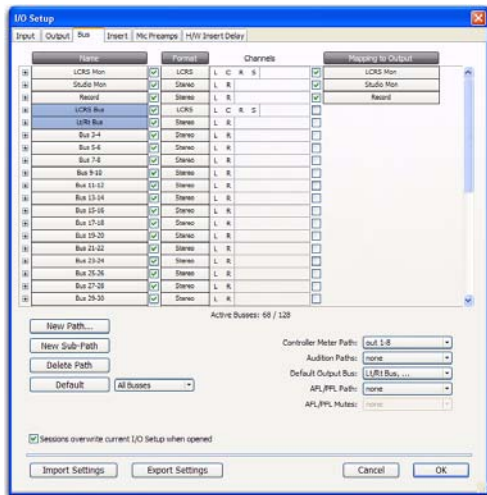 I/O Setup
Input Output Bus Insert Mic Preamps H/W Insert Delay
Name Format Channels Mapping to Output
LCRS Mon LCRS L C R S LCRS Mon
Studio Mon Stereo L R Studio Mon
Record Stereo L R Record
LCRS Bus LCRS L C R S
Lt/Rt Bus Stereo L R
Bus 3-4 Stereo L R
Bus 5-6 Stereo L R
Bus 7-8 Stereo L R
Bus 9-10 Stereo L R
Bus 11-12 Stereo L R
Bus 13-14 Stereo L R
Bus 15-16 Stereo L R
Bus 17-18 Stereo L R
Bus 19-20 Stereo L R
Bus 21-22 Stereo L R
Bus 23-24 Stereo L R
Bus 25-26 Stereo L R
Bus 27-28 Stereo L R
Bus 29-30 Stereo L R
Active Busses: 68 / 128
New Path...
New Sub-Path
Delete Path
Default All Busses
Controller Meter Path: out 1-8
Audition Paths: none
Default Output Bus: Lt/Rt Bus, ...
AFL/PFL Path: none
AFL/PFL Mutes: none
Sessions overwrite current I/O Setup when opened
Import Settings Export Settings Cancel OK